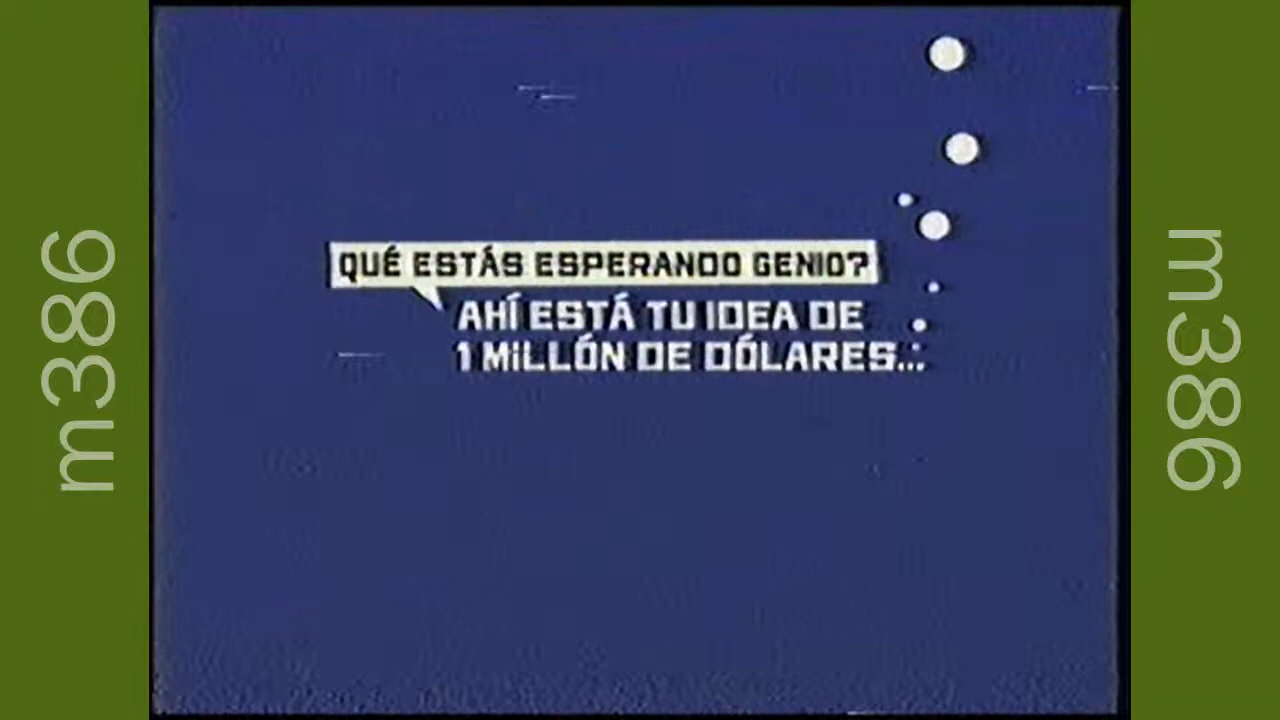 QUÉ ESTÁS ESPERANDO GENIO?
AHÍ ESTÁ TU IDEA DE
1 MILLÓN DE DÓLARES...
m386
m386